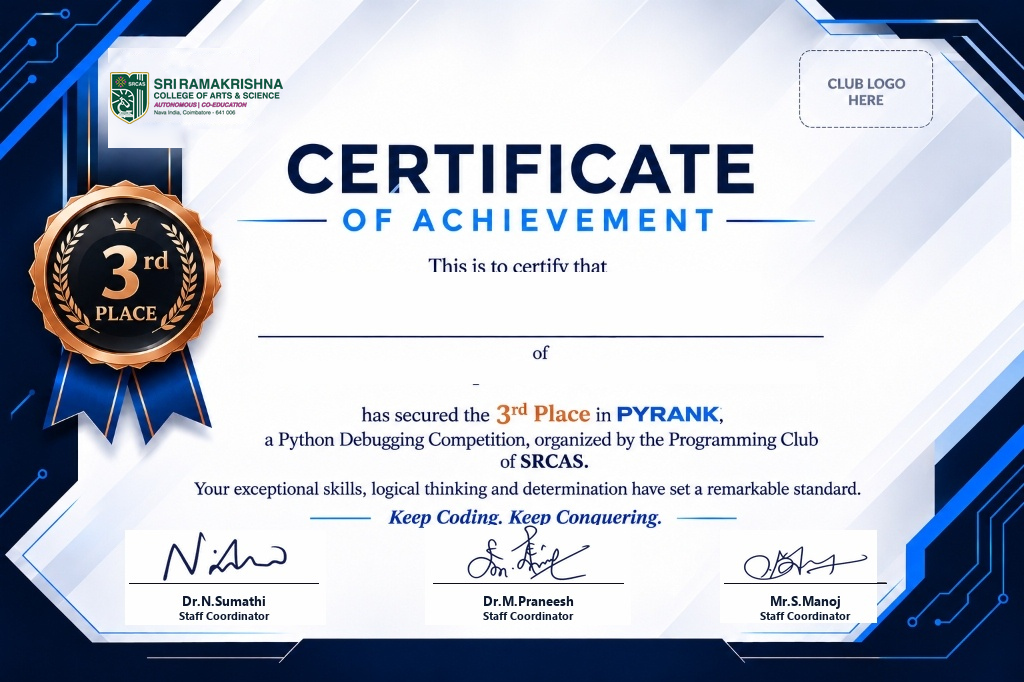 SRCAS
SRI RAMAKRISHNA
COLLEGE OF ARTS & SCIENCE
AUTONOMOUS | CO-EDUCATION
Nava India, Coimbatore - 641 006
CLUB LOGO
HERE
CERTIFICATE
OF ACHIEVEMENT
3rd
PLACE
This is to certify that
of
has secured the 3rd Place in PYRANK,
a Python Debugging Competition, organized by the Programming Club
of SRCAS.
Your exceptional skills, logical thinking and determination have set a remarkable standard.
Keep Coding. Keep Conquering.
Dr.N.Sumathi
Staff Coordinator
Dr.M.Praneesh
Staff Coordinator
Mr.S.Manoj
Staff Coordinator